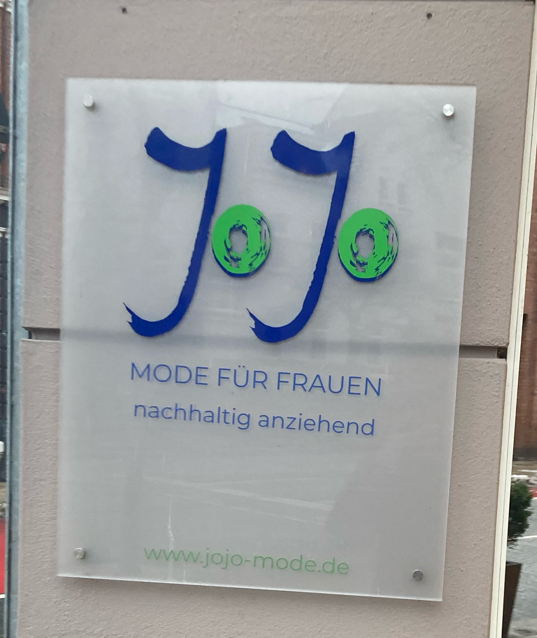 JoJo
MODE FÜR FRAUEN
nachhaltig anziehend
www.jojo-mode.de